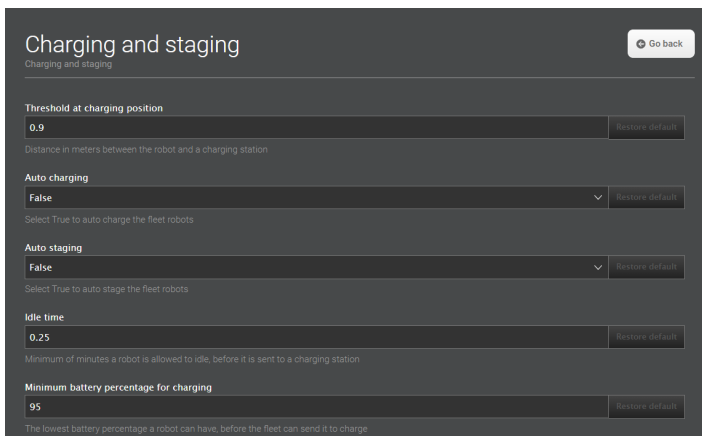 Charging and staging
Go back
Charging and staging
Threshold at charging position
0.9
Restore default
Distance in meters between the robot and a charging station
Auto charging
False
Restore default
Select True to auto charge the fleet robots
Auto staging
False
Restore default
Select True to auto stage the fleet robots
Idle time
0.25
Restore default
Minimum of minutes a robot is allowed to idle, before it is sent to a charging station
Minimum battery percentage for charging
95
Restore default
The lowest battery percentage a robot can have, before the fleet can send it to charge